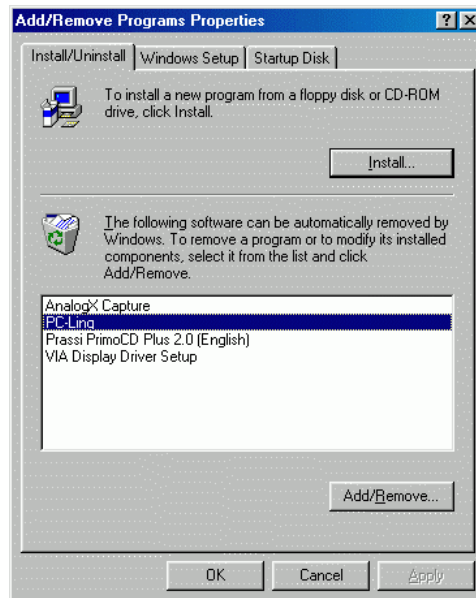 Add/Remove Programs Properties
Install/Uninstall Windows Setup Startup Disk
To install a new program from a floppy disk or CD-ROM
drive, click Install.
Install...
The following software can be automatically removed by
Windows. To remove a program or to modify its installed
components, select it from the list and click
Add/Remove.
AnalogX Capture
PC-Linq
Prassi PrimoCD Plus 2.0 (English)
VIA Display Driver Setup
Add/Remove...
OK Cancel Apply